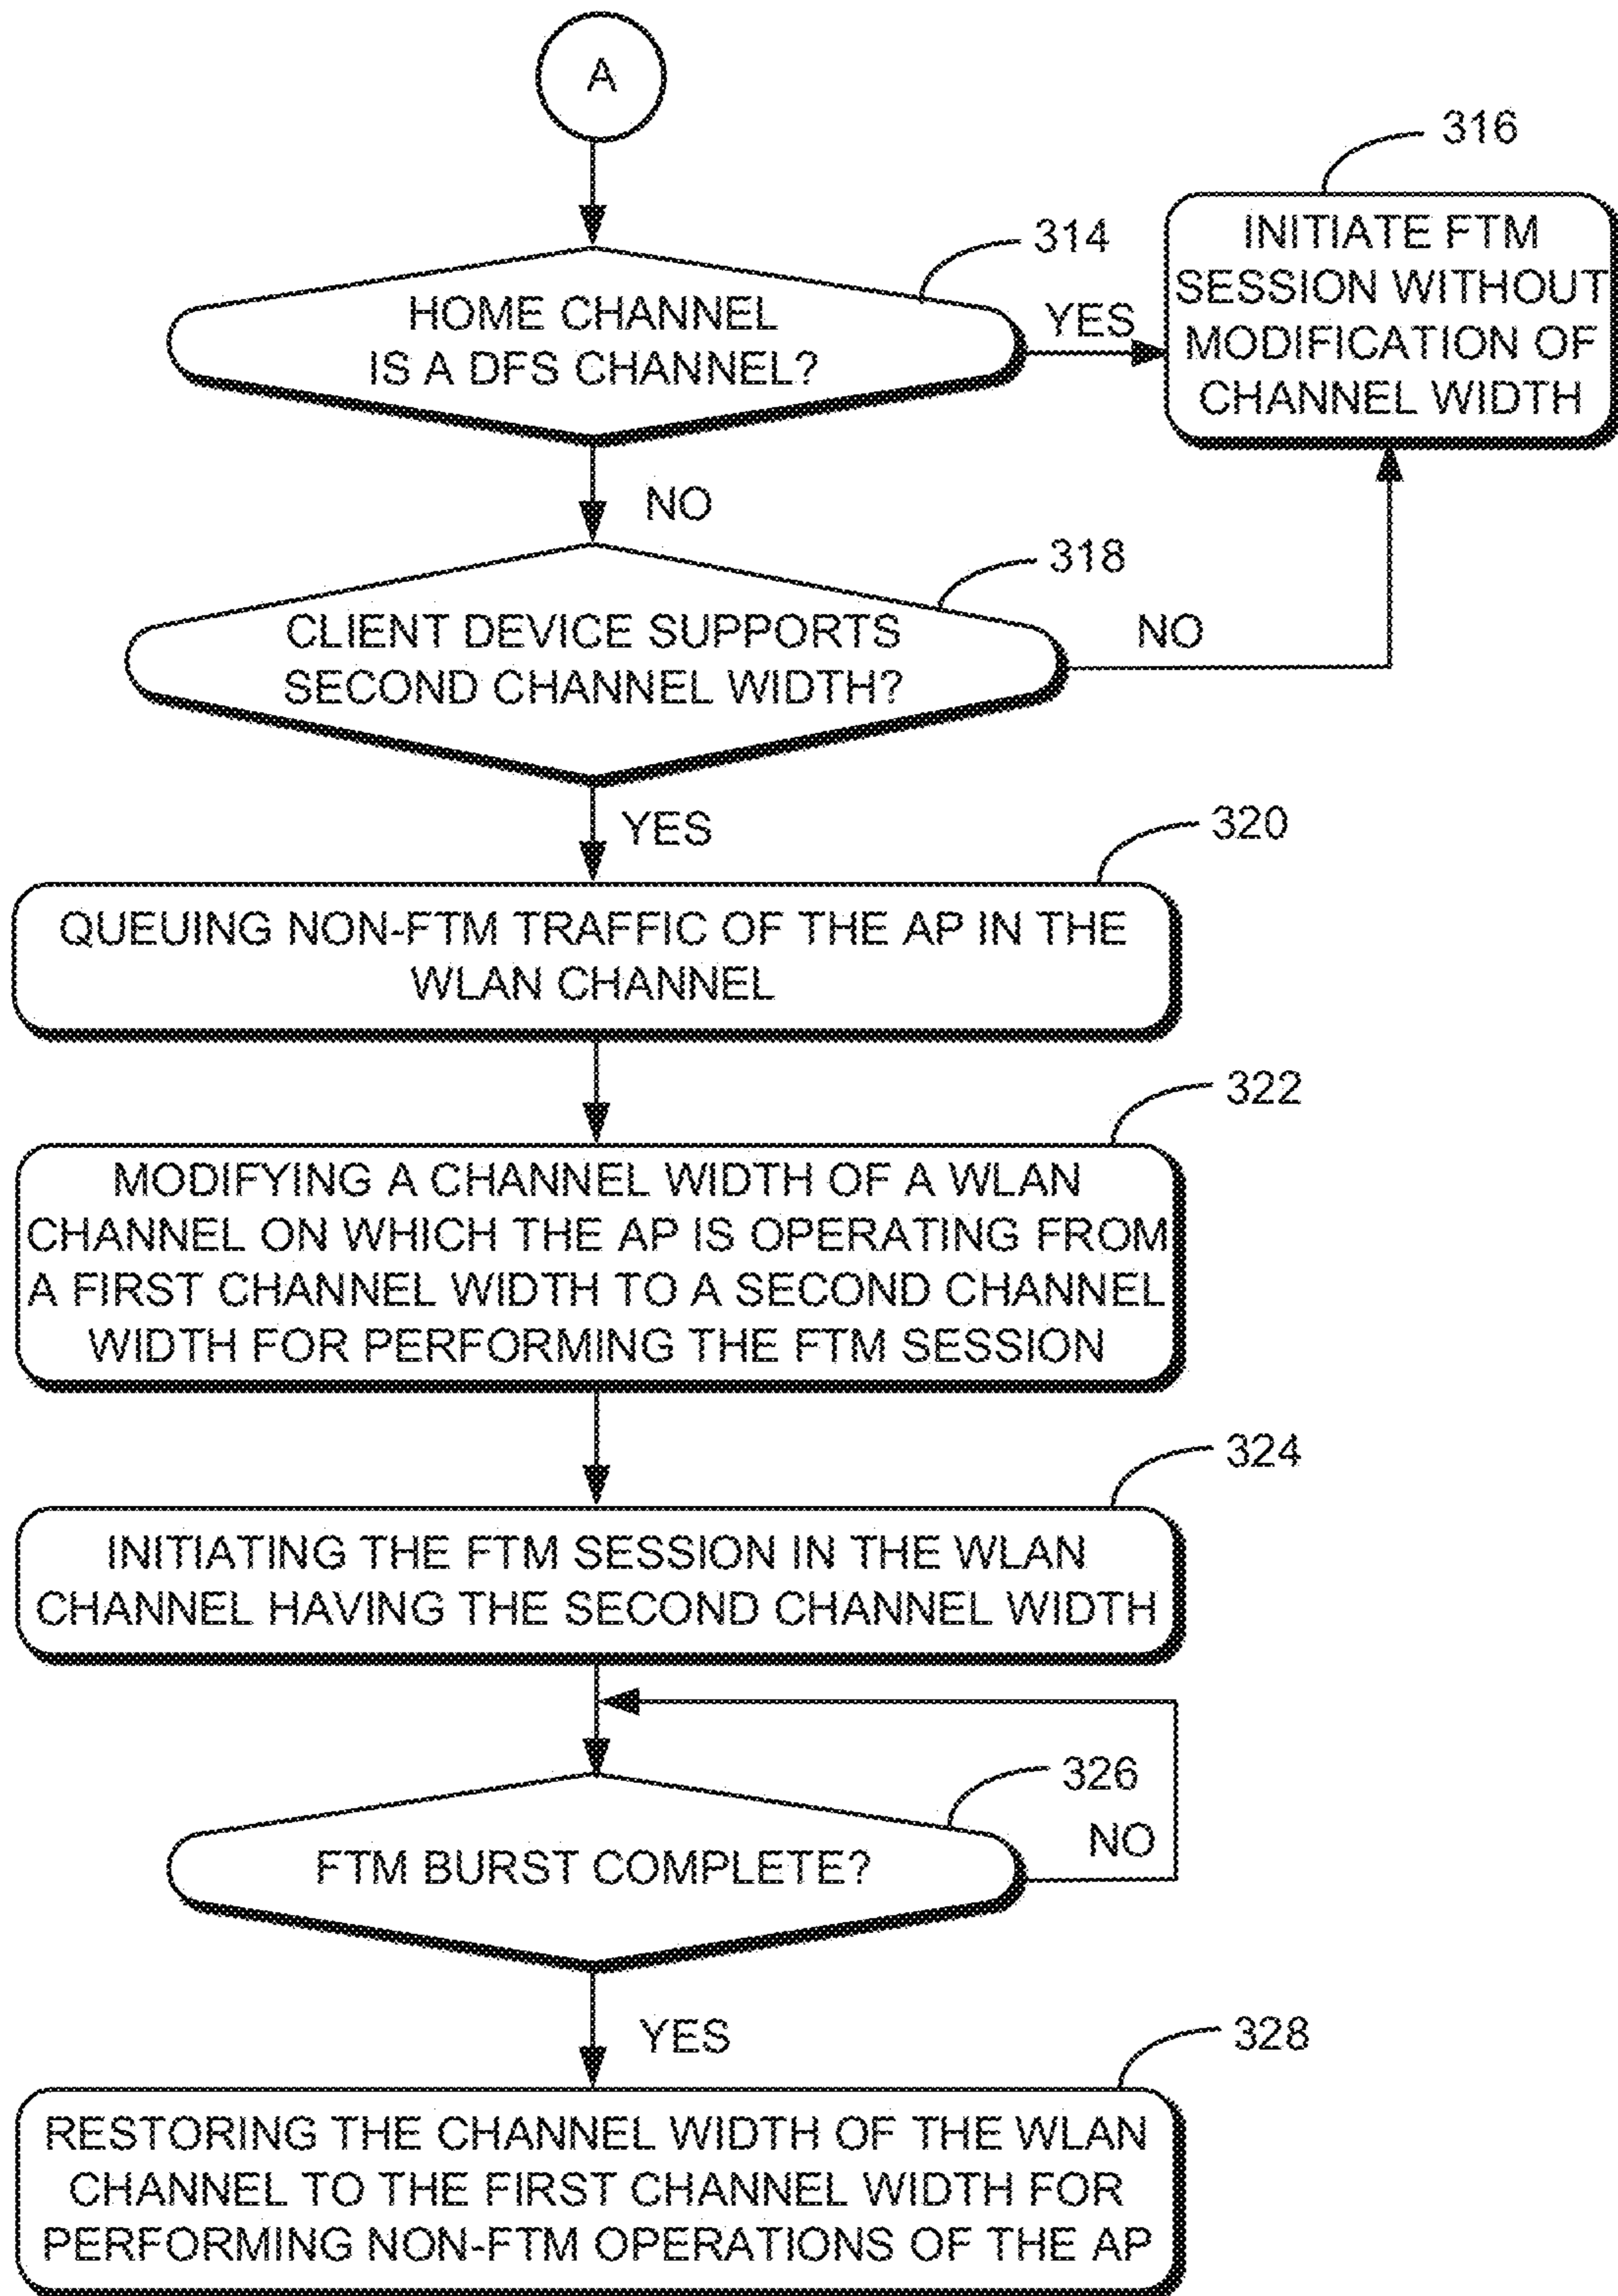 A
316
INITIATE FTM
SESSION WITHOUT
MODIFICATION OF
CHANNEL WIDTH
314
HOME CHANNEL
IS A DFS CHANNEL?
YES
NO
318
CLIENT DEVICE SUPPORTS
SECOND CHANNEL WIDTH?
NO
YES
320
QUEUING NON-FTM TRAFFIC OF THE AP IN THE
WLAN CHANNEL
322
MODIFYING A CHANNEL WIDTH OF A WLAN
CHANNEL ON WHICH THE AP IS OPERATING FROM
A FIRST CHANNEL WIDTH TO A SECOND CHANNEL
WIDTH FOR PERFORMING THE FTM SESSION
324
INITIATING THE FTM SESSION IN THE WLAN
CHANNEL HAVING THE SECOND CHANNEL WIDTH
326
FTM BURST COMPLETE?
NO
YES
328
RESTORING THE CHANNEL WIDTH OF THE WLAN
CHANNEL TO THE FIRST CHANNEL WIDTH FOR
PERFORMING NON-FTM OPERATIONS OF THE AP